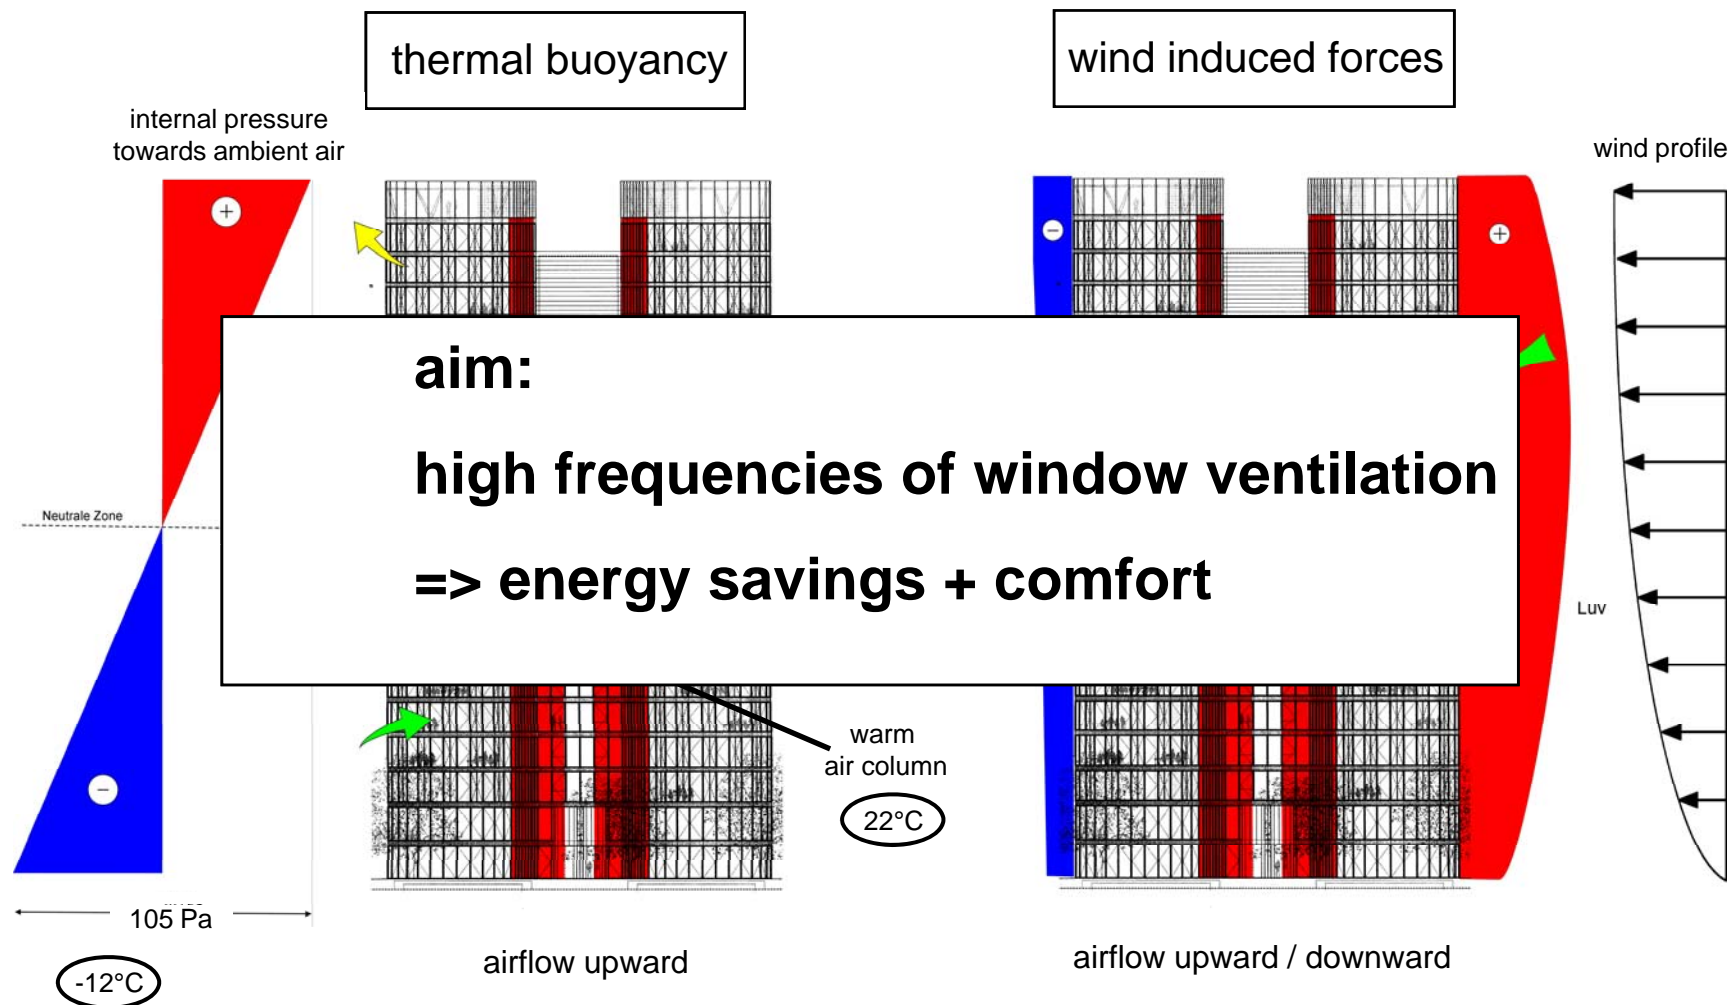 thermal buoyancy
wind induced forces
internal pressure
towards ambient air
wind profile
+
-
+
aim:
high frequencies of window ventilation
=> energy savings + comfort
Neutrale Zone
Luv
-
warm
air column
22°C
105 Pa
-12°C
airflow upward
airflow upward / downward